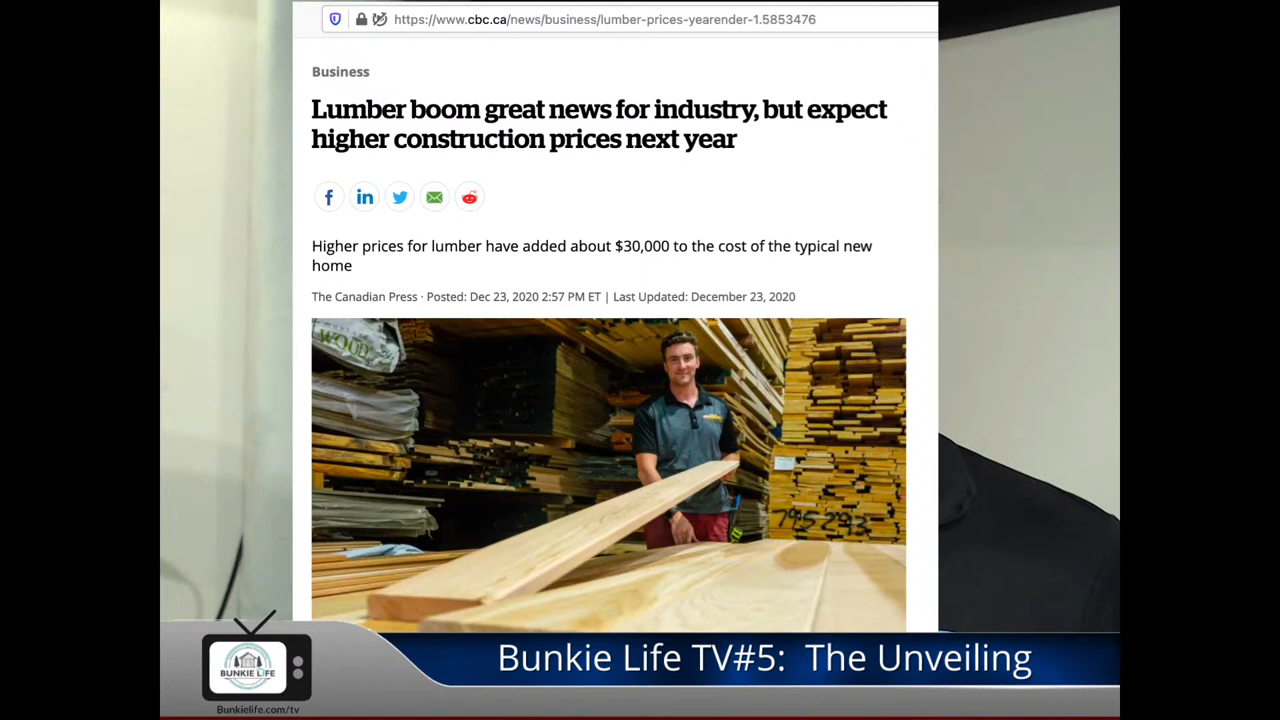 https://www.cbc.ca/news/business/lumber-prices-yearender-1.5853476
Business
Lumber boom great news for industry, but expect
higher construction prices next year
Higher prices for lumber have added about $30,000 to the cost of the typical new
home
The Canadian Press · Posted: Dec 23, 2020 2:57 PM ET | Last Updated: December 23, 2020
WOOD
795 293
Bunkie Life TV#5: The Unveiling
BUNKIE LIFE
Bunkielife.com/tv